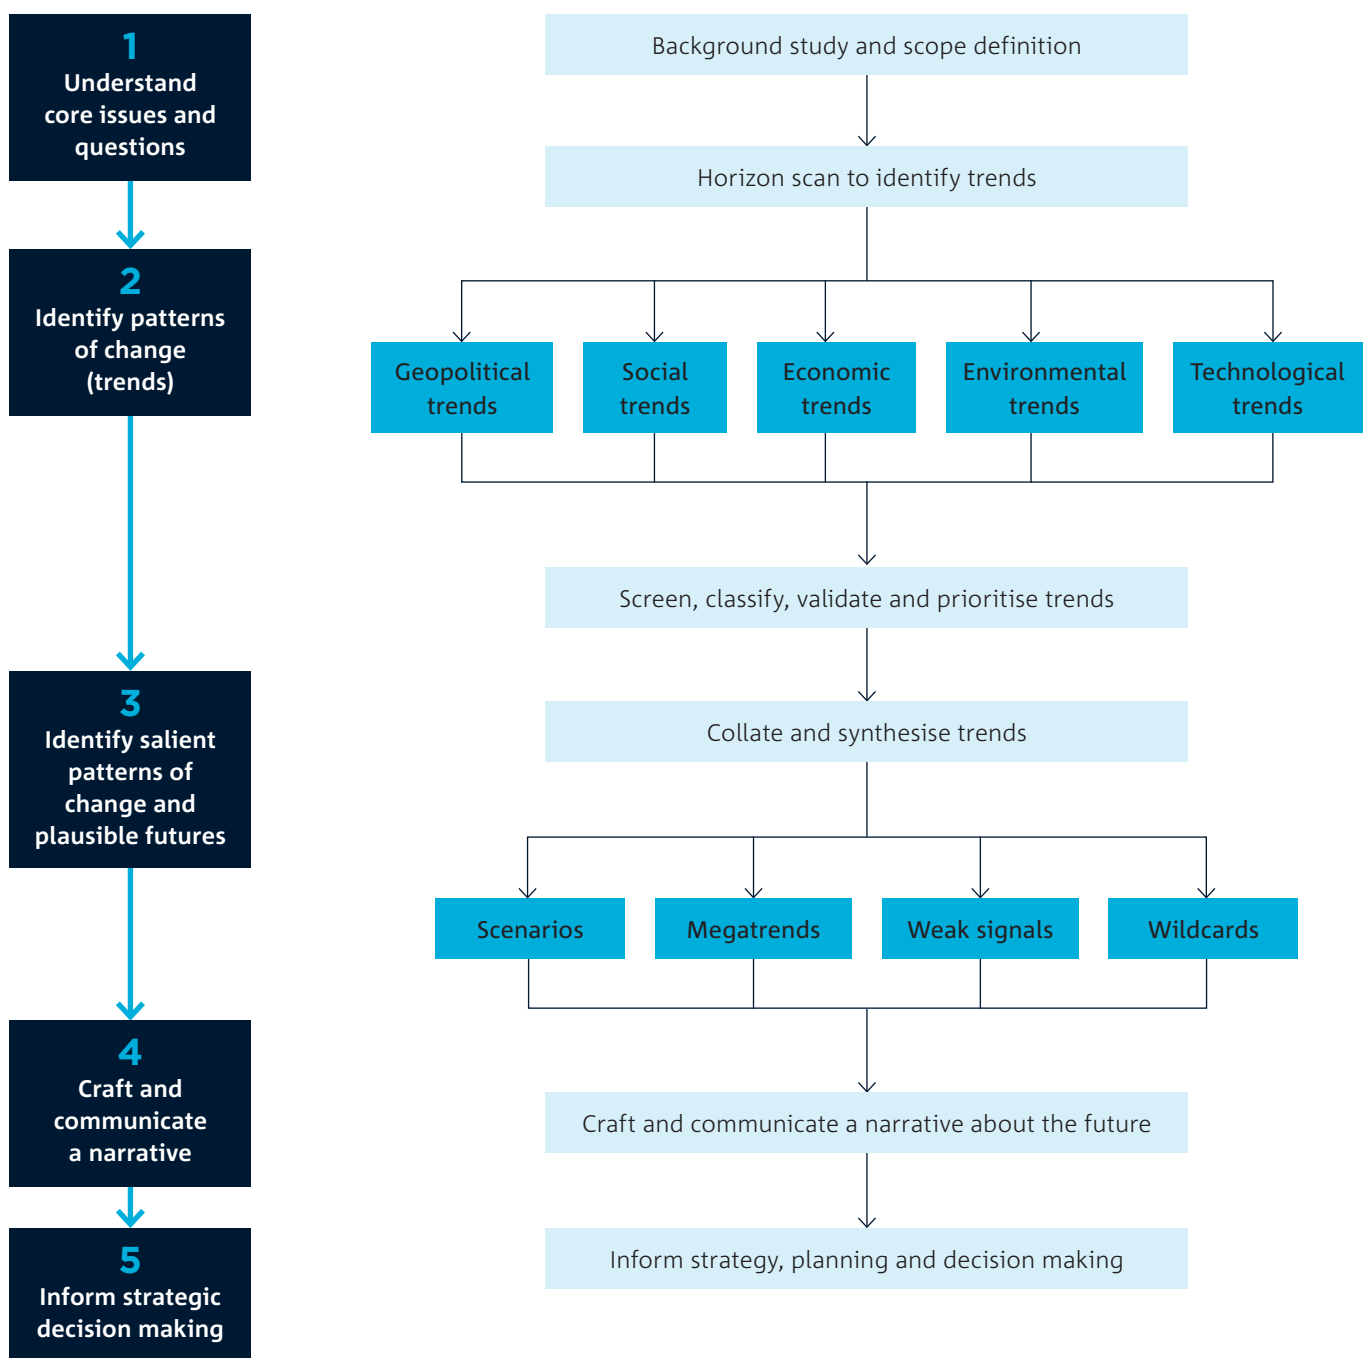 1
Understand
core issues and
questions
2
Identify patterns
of change
(trends)
3
Identify salient
patterns of
change and
plausible futures
4
Craft and
communicate
a narrative
5
Inform strategic
decision making
Background study and scope definition
Horizon scan to identify trends
Geopolitical
trends
Social
trends
Economic
trends
Environmental
trends
Technological
trends
Screen, classify, validate and prioritise trends
Collate and synthesise trends
Scenarios
Megatrends
Weak signals
Wildcards
Craft and communicate a narrative about the future
Inform strategy, planning and decision making